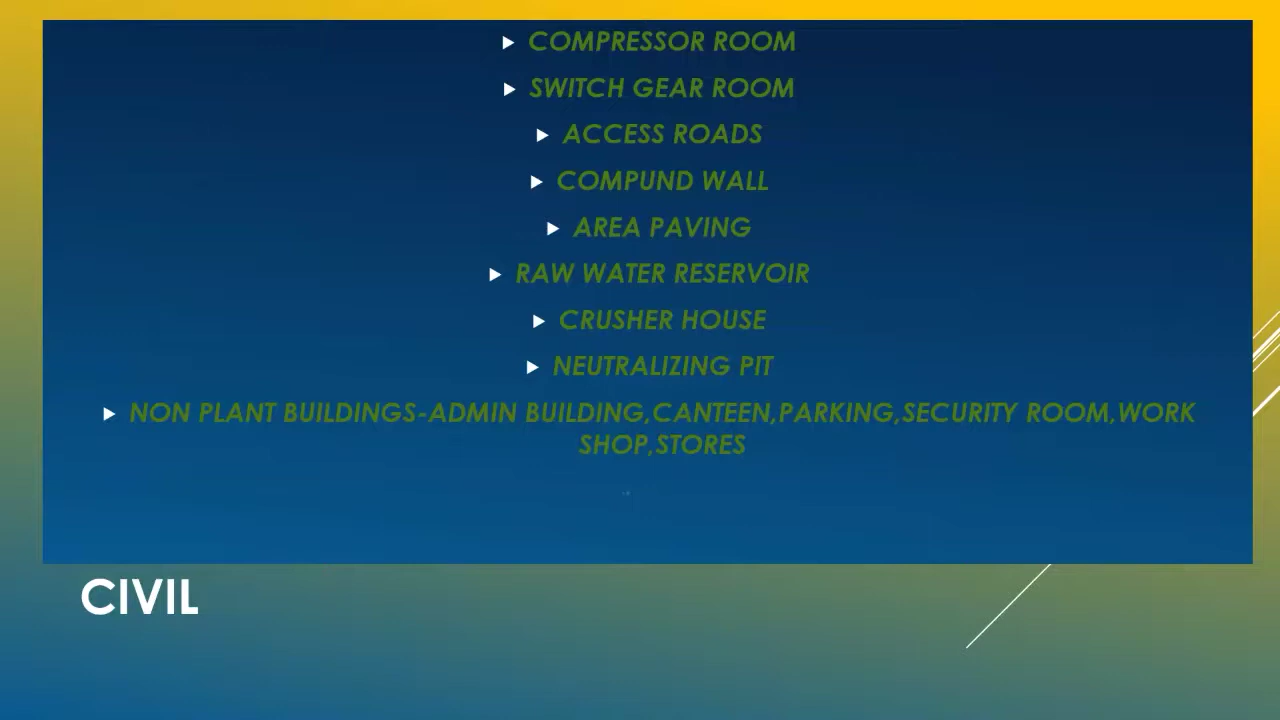 COMPRESSOR ROOM
SWITCH GEAR ROOM
ACCESS ROADS
COMPUND WALL
AREA PAVING
RAW WATER RESERVOIR
CRUSHER HOUSE
NEUTRALIZING PIT
NON PLANT BUILDINGS-ADMIN BUILDING,CANTEEN,PARKING,SECURITY ROOM,WORK
SHOP,STORES
CIVIL